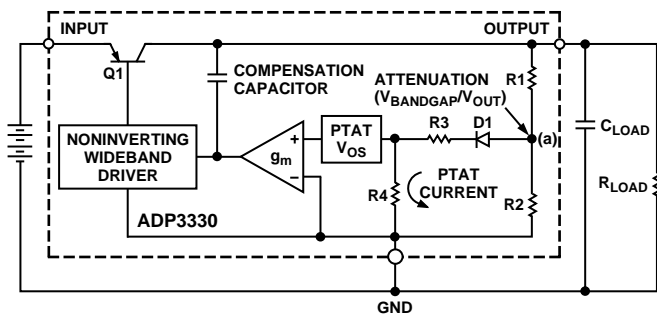 INPUT
OUTPUT
Q1
COMPENSATION
CAPACITOR
ATTENUATION
(VBANDGAP/VOUT)
R1
D1
R3
(a)
CLOAD
RLOAD
NONINVERTING
WIDEBAND
DRIVER
gm
+
−
PTAT
VOS
R4
PTAT
CURRENT
R2
ADP3330
GND